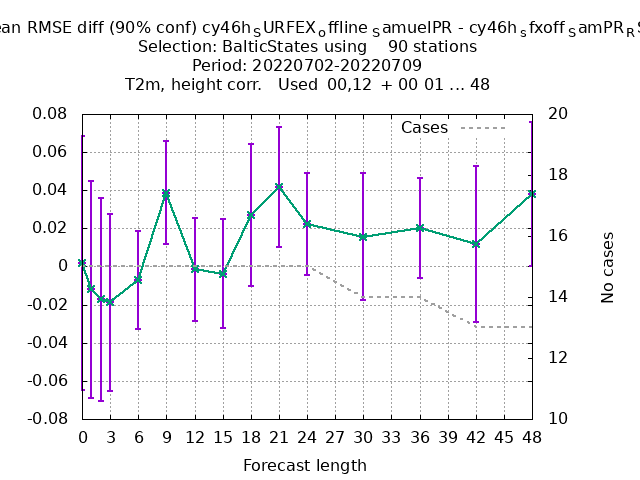 ean RMSE diff (90% conf) cy46h_SURFEX_offline_SamuelPR - cy46h_sfxoff_SamPR_RS
Selection: BalticStates using    90 stations
Period: 20220702-20220709
T2m, height corr.   Used  00,12  + 00 01 ... 48
Cases
0.08
0.06
0.04
0.02
0
-0.02
-0.04
-0.06
-0.08
20
18
16
14
12
10
No cases
0 3 6 9 12 15 18 21 24 27 30 33 36 39 42 45 48
Forecast length